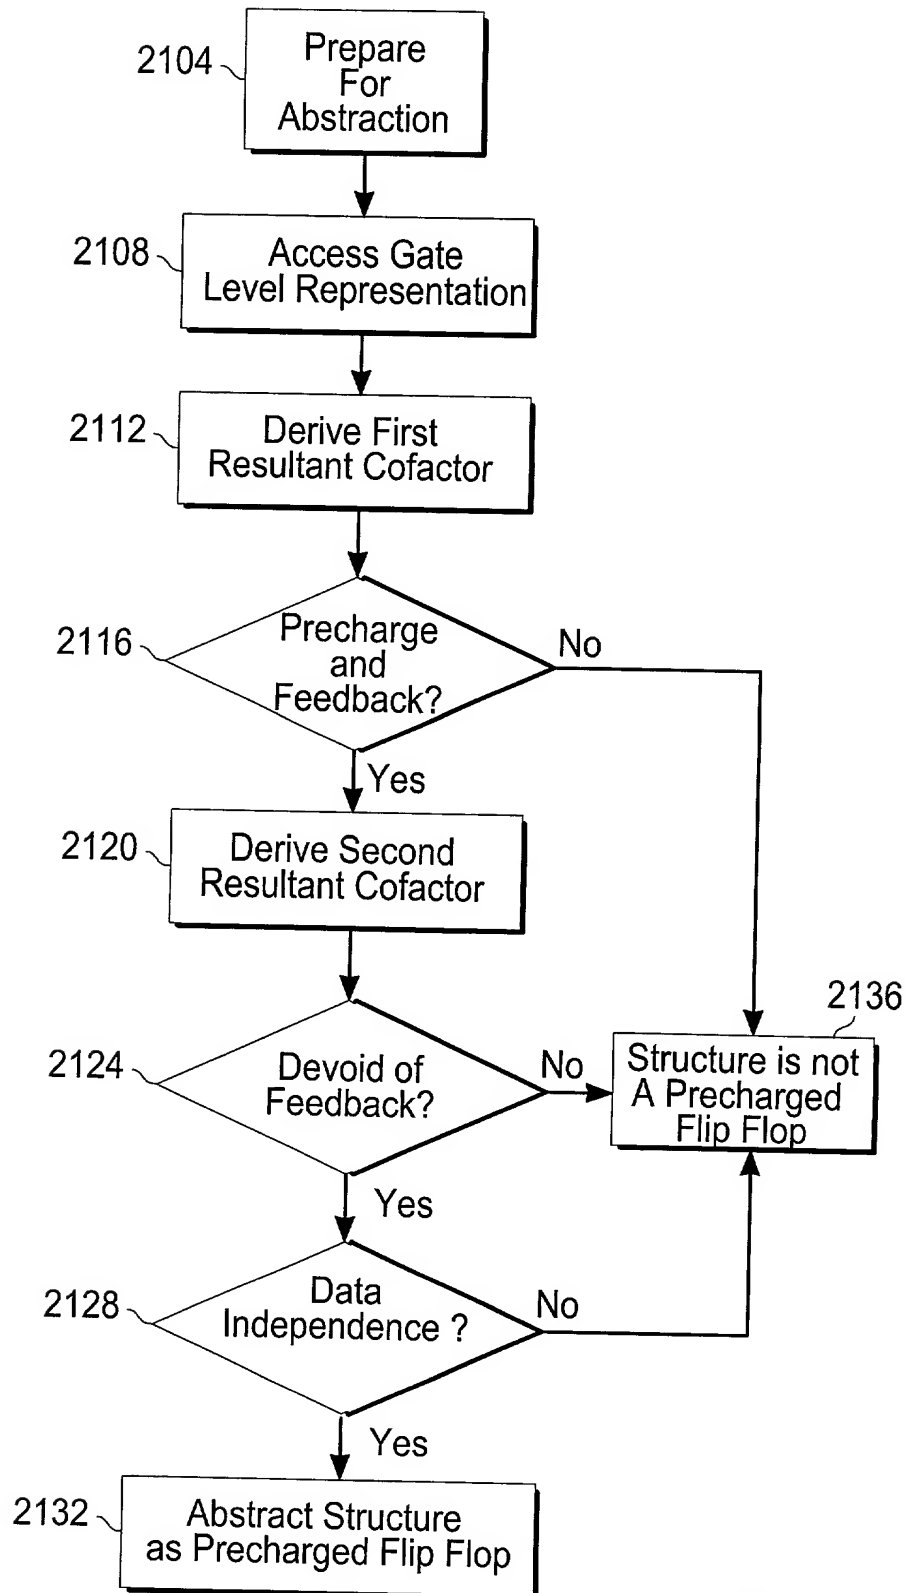 2104
Prepare
For
Abstraction
2108
Access Gate
Level Representation
2112
Derive First
Resultant Cofactor
2116
Precharge
and
Feedback?
No
Yes
2120
Derive Second
Resultant Cofactor
2124
Devoid of
Feedback?
No
2136
Structure is not
A Precharged
Flip Flop
Yes
2128
Data
Independence ?
No
Yes
2132
Abstract Structure
as Precharged Flip Flop